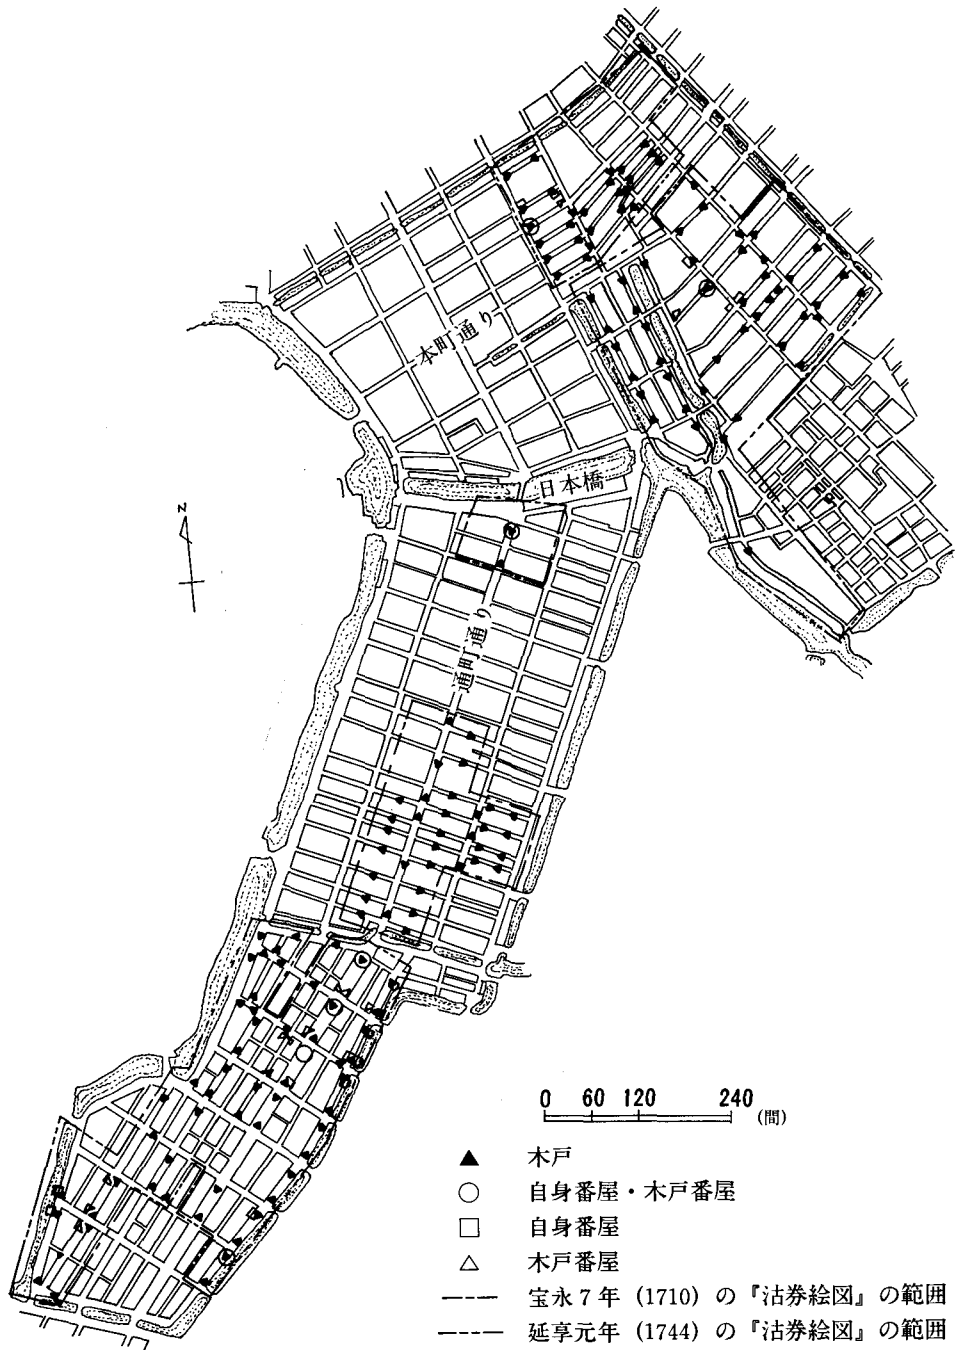 本町通り
日本橋
N
通町通り
0 60 120 240 (間)
▲ 木戸
○ 自身番屋・木戸番屋
□ 自身番屋
△ 木戸番屋
宝永7年 (1710) の『沽券絵図』の範囲
延享元年 (1744) の『沽券絵図』の範囲